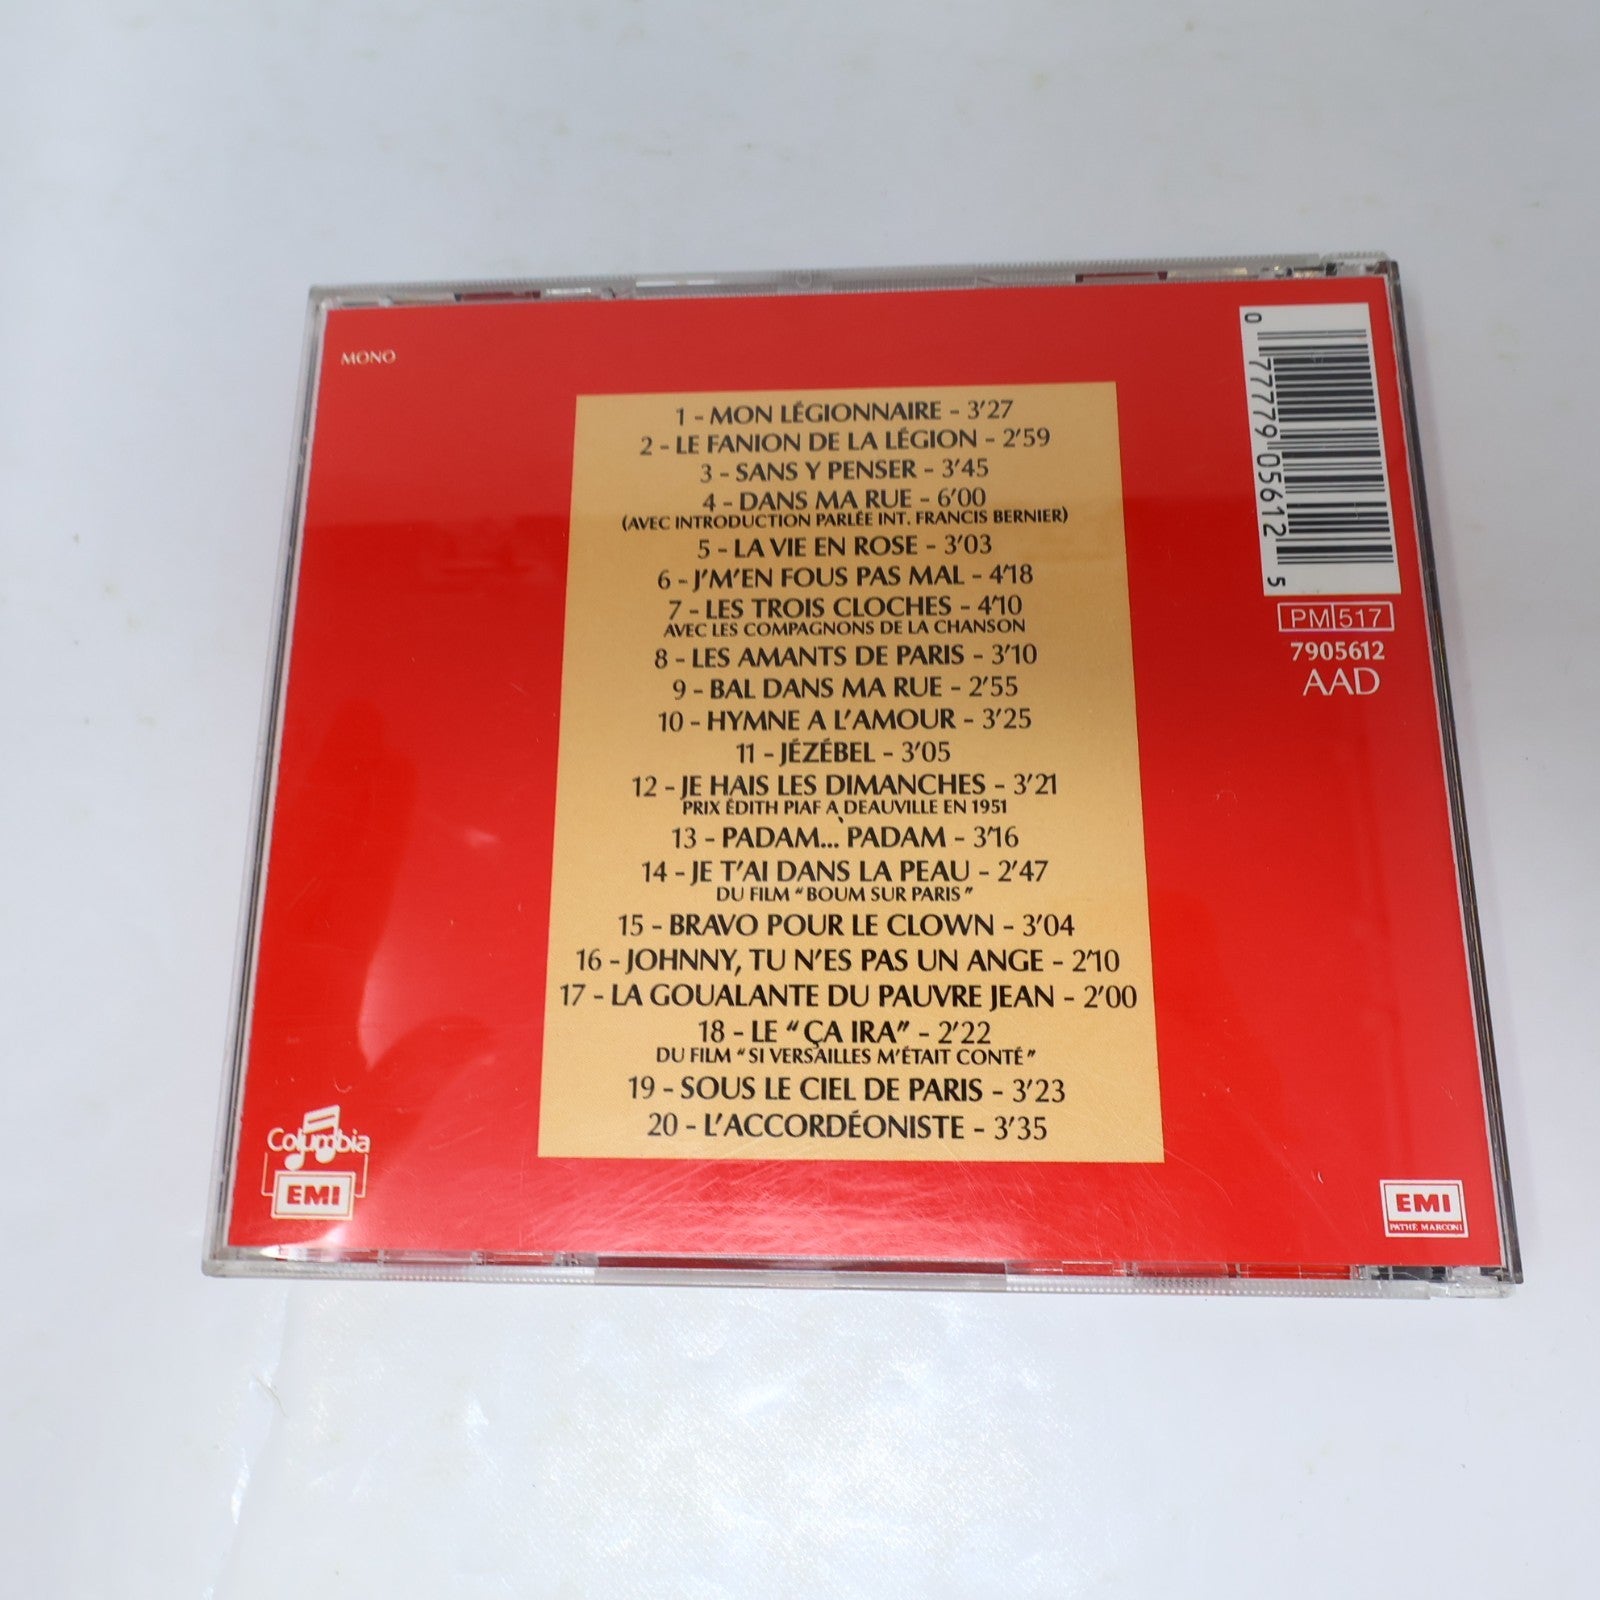 MONO
1 - MON LÉGIONNAIRE - 3'27
2 - LE FANION DE LA LÉGION - 2'59
3 - SANS Y PENSER - 3'45
4 - DANS MA RUE - 6'00
(AVEC INTRODUCTION PARLÉE INT. FRANCIS BERNIER)
5 - LA VIE EN ROSE - 3'03
6 - J'M'EN FOUS PAS MAL - 4'18
7 - LES TROIS CLOCHES - 4'10
AVEC LES COMPAGNONS DE LA CHANSON
8 - LES AMANTS DE PARIS - 3'10
9 - BAL DANS MA RUE - 2'55
10 - HYMNE A L'AMOUR - 3'25
11 - JÉZÉBEL - 3'05
12 - JE HAIS LES DIMANCHES - 3'21
PRIX ÉDITH PIAF A DEAUVILLE EN 1951
13 - PADAM... PADAM - 3'16
14 - JE T'AI DANS LA PEAU - 2'47
DU FILM "BOUM SUR PARIS"
15 - BRAVO POUR LE CLOWN - 3'04
16 - JOHNNY, TU N'ES PAS UN ANGE - 2'10
17 - LA GOUALANTE DU PAUVRE JEAN - 2'00
18 - LE "ÇA IRA" - 2'22
DU FILM "SI VERSAILLES M'ÉTAIT CONTÉ"
19 - SOUS LE CIEL DE PARIS - 3'23
20 - L'ACCORDÉONISTE - 3'35
0 77779 05612 5
PM 517
7905612
AAD
Columbia
EMI
EMI
PATHÉ MARCONI